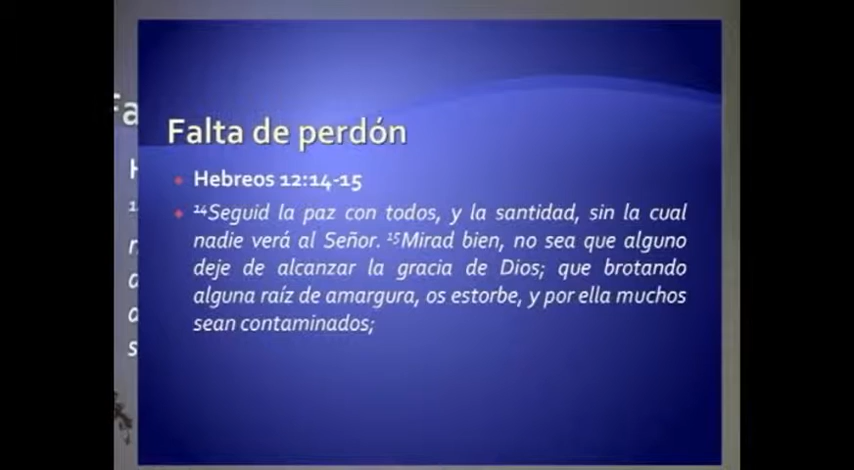 Falta de perdón
Hebreos 12:14-15
¹⁴Seguid la paz con todos, y la santidad, sin la cual
nadie verá al Señor. ¹⁵Mirad bien, no sea que alguno
deje de alcanzar la gracia de Dios; que brotando
alguna raíz de amargura, os estorbe, y por ella muchos
sean contaminados;